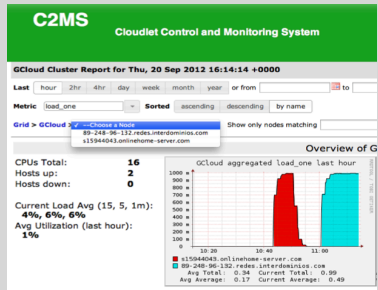 C2MS
Cloudlet Control and Monitoring System
GCloud Cluster Report for Thu, 20 Sep 2012 16:14:14 +0000
Last hour 2hr 4hr day week month year or from to
Metric load_one Sorted ascending descending by name
Grid > GCloud > ✓ ---Choose a Node Show only nodes matching
89-248-96-132.redes.interdominios.com
s15944043.onlinehome-server.com
Overview of G
CPUs Total: 16
Hosts up: 2
Hosts down: 0
Current Load Avg (15, 5, 1m):
4%, 6%, 6%
Avg Utilization (last hour):
1%
GCloud aggregated load_one last hour
1000 m
900 m
800 m
700 m
600 m
500 m
400 m
300 m
200 m
100 m
0
10:20 10:40 11:00
s15944043.onlinehome-server.com
89-248-96-132.redes.interdominios.com
Avg Total: 0.34 Current Total: 0.99
Avg Average: 0.17 Current Average: 0.49